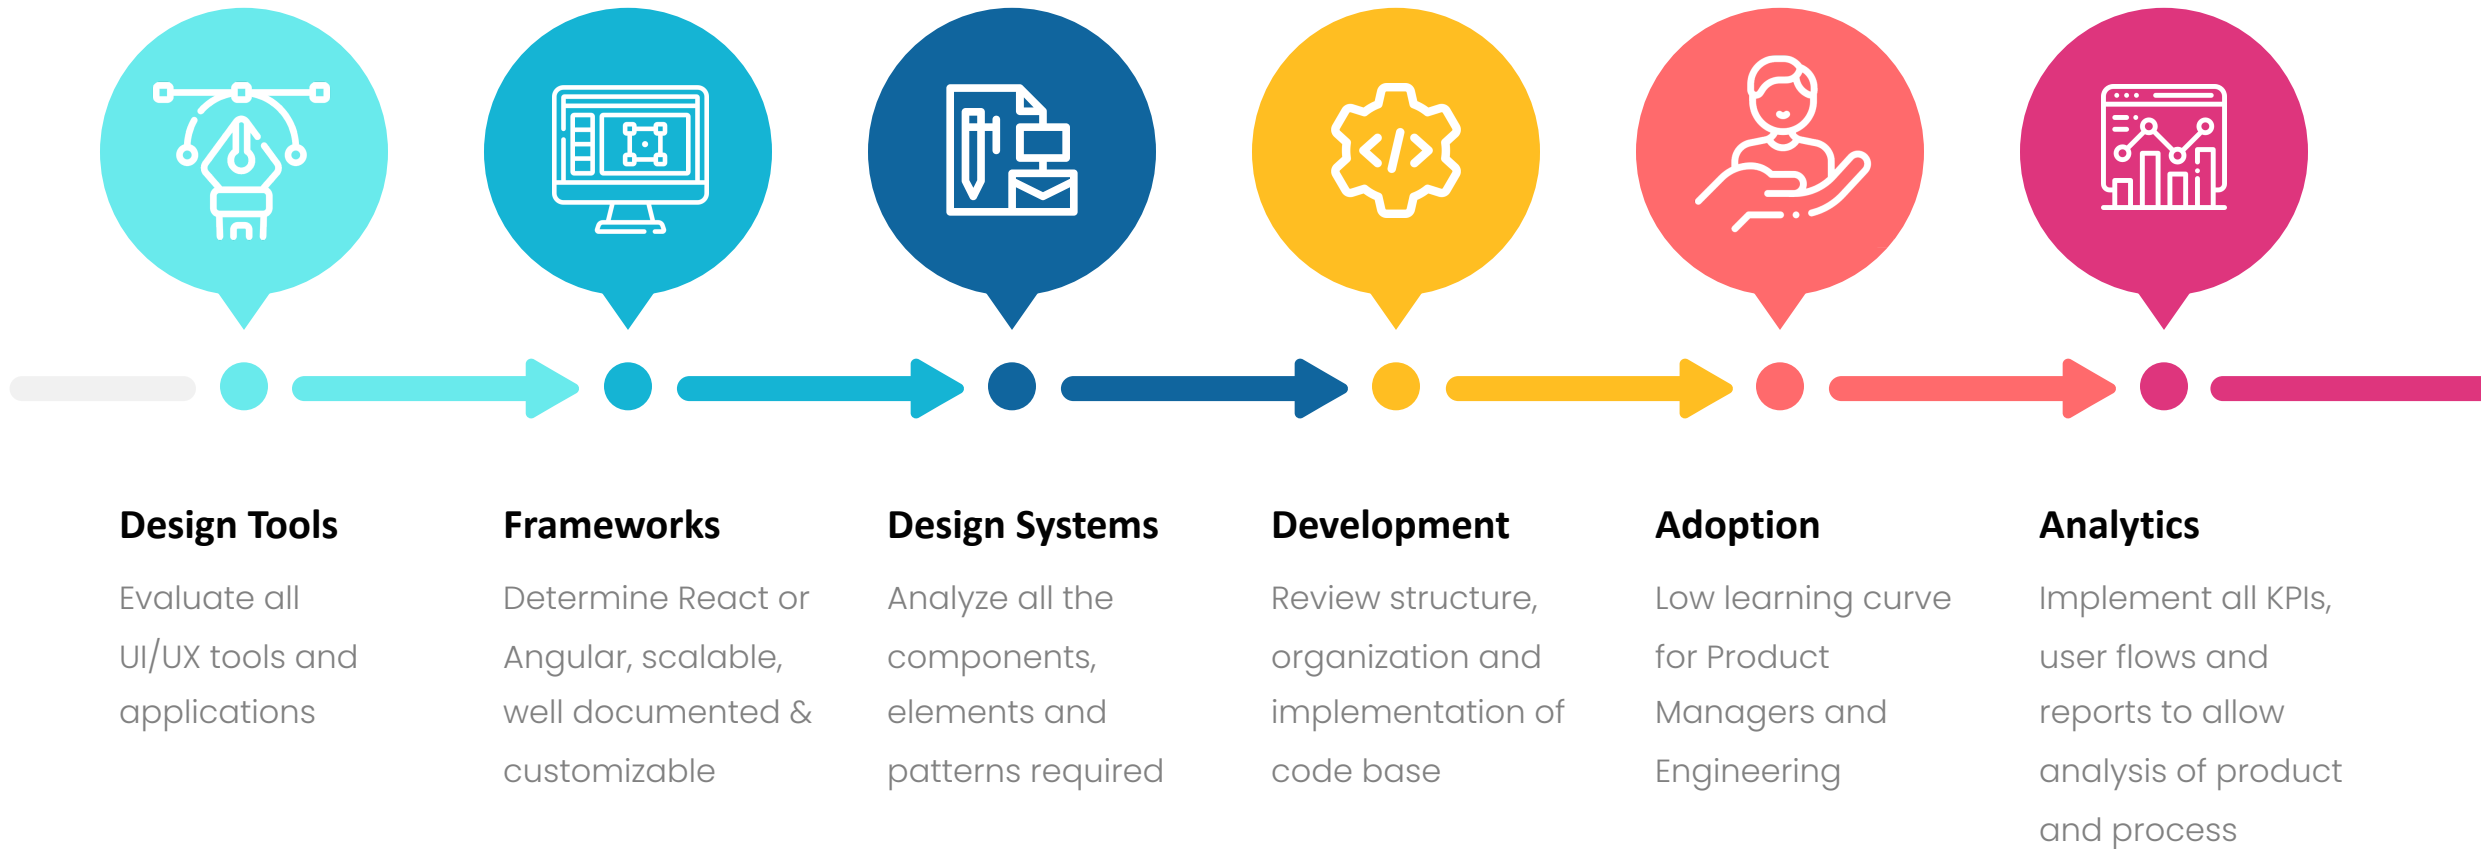 Design Tools
Evaluate all
UI/UX tools and
applications
Frameworks
Determine React or
Angular, scalable,
well documented &
customizable
Design Systems
Analyze all the
components,
elements and
patterns required
Development
Review structure,
organization and
implementation of
code base
Adoption
Low learning curve
for Product
Managers and
Engineering
Analytics
Implement all KPIs,
user flows and
reports to allow
analysis of product
and process